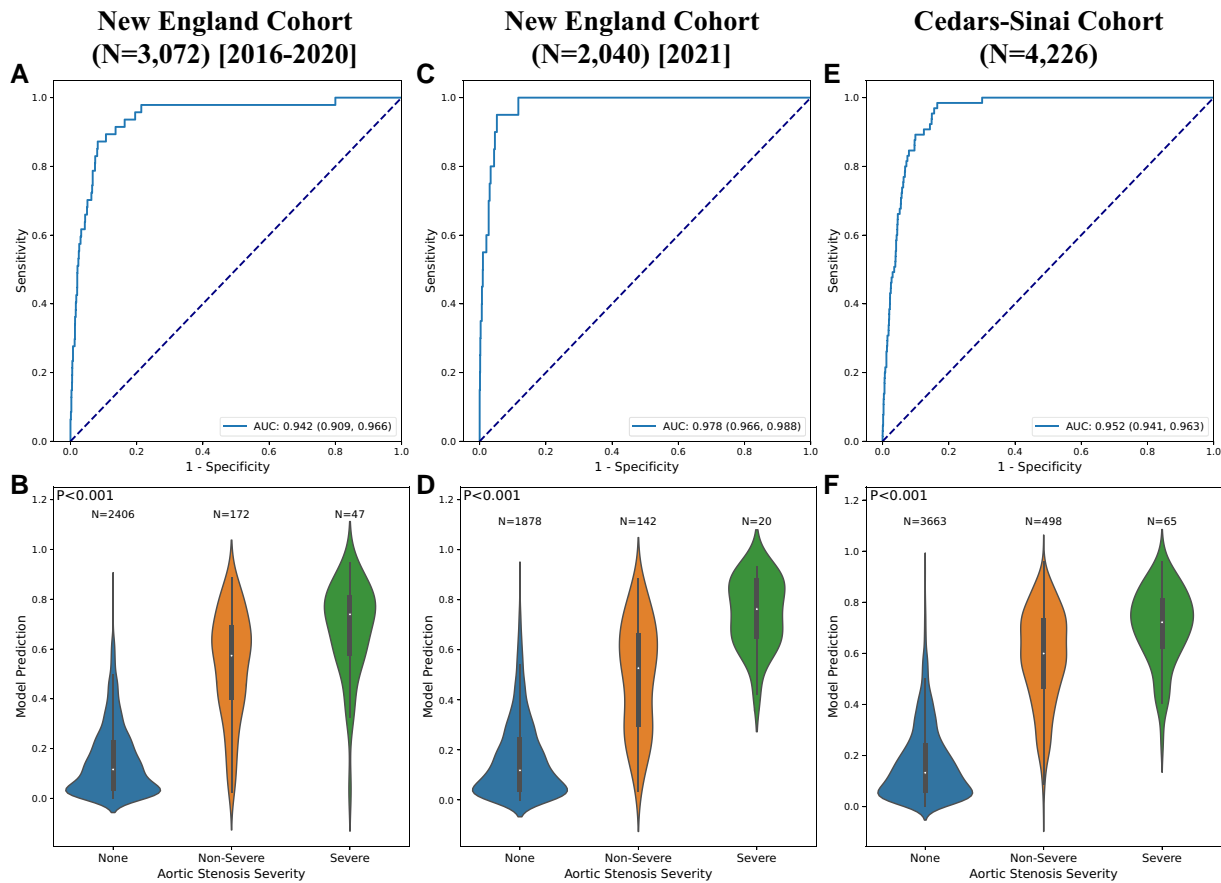 New England Cohort
(N=3,072) [2016-2020]
New England Cohort
(N=2,040) [2021]
Cedars-Sinai Cohort
(N=4,226)
A
1.0
0.8
0.6
0.4
0.2
0.0
Sensitivity
AUC: 0.942 (0.909, 0.966)
0.0 0.2 0.4 0.6 0.8 1.0
1 - Specificity
C
1.0
0.8
0.6
0.4
0.2
0.0
Sensitivity
AUC: 0.978 (0.966, 0.988)
0.0 0.2 0.4 0.6 0.8 1.0
1 - Specificity
E
1.0
0.8
0.6
0.4
0.2
0.0
Sensitivity
AUC: 0.952 (0.941, 0.963)
0.0 0.2 0.4 0.6 0.8 1.0
1 - Specificity
B
P<0.001
N=2406 N=172 N=47
1.2
1.0
0.8
0.6
0.4
0.2
0.0
Model Prediction
None Non-Severe Severe
Aortic Stenosis Severity
D
P<0.001
N=1878 N=142 N=20
1.2
1.0
0.8
0.6
0.4
0.2
0.0
Model Prediction
None Non-Severe Severe
Aortic Stenosis Severity
F
P<0.001
N=3663 N=498 N=65
1.2
1.0
0.8
0.6
0.4
0.2
0.0
Model Prediction
None Non-Severe Severe
Aortic Stenosis Severity